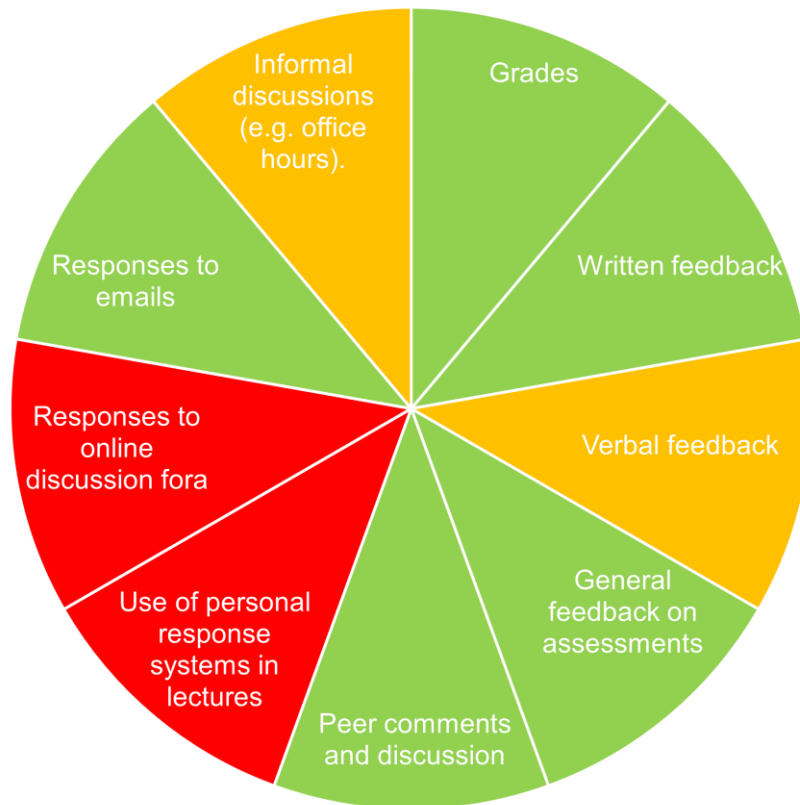 Grades
Written feedback
Verbal feedback
General
feedback on
assessments
Peer comments
and discussion
Use of personal
response
systems in
lectures
Responses to
online
discussion fora
Responses to
emails
Informal
discussions
(e.g. office
hours).